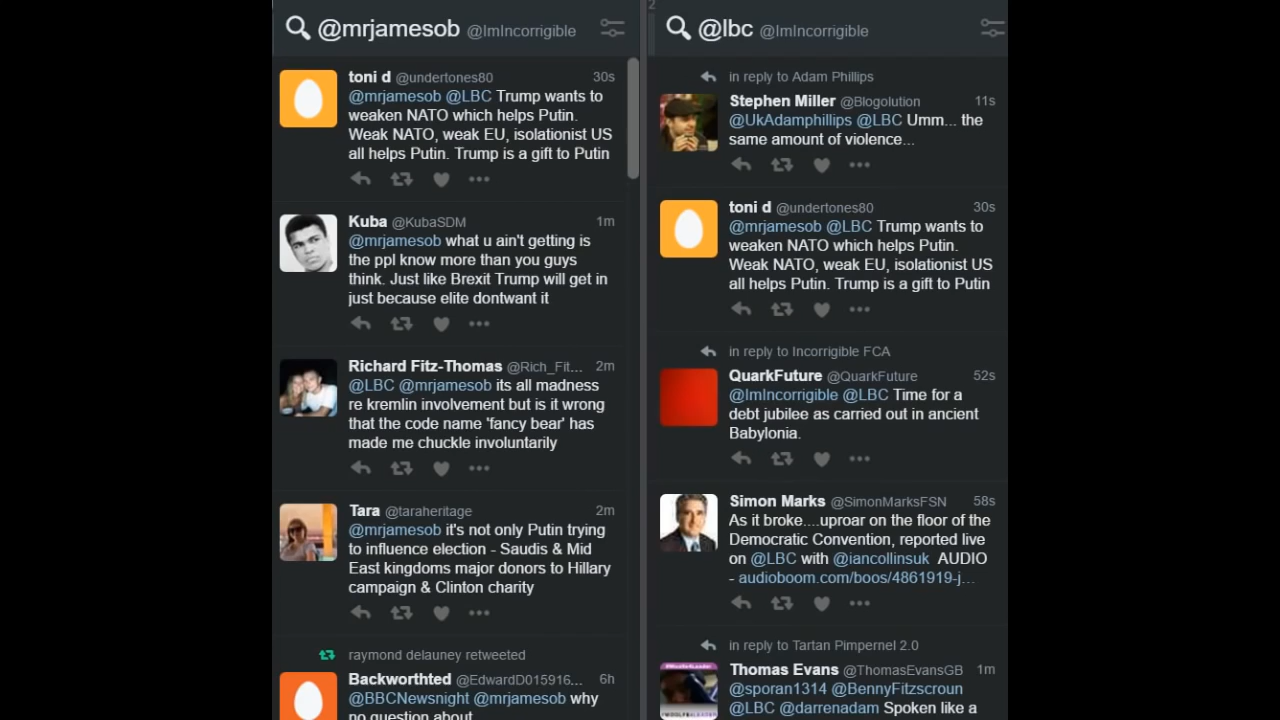 @mrjamesob @ImIncorrigible
toni d @undertones80 30s
@mrjamesob @LBC Trump wants to
weaken NATO which helps Putin.
Weak NATO, weak EU, isolationist US
all helps Putin. Trump is a gift to Putin
Kuba @KubaSDM 1m
@mrjamesob what u ain't getting is
the ppl know more than you guys
think. Just like Brexit Trump will get in
just because elite dontwant it
Richard Fitz-Thomas @Rich_Fit... 2m
@LBC @mrjamesob its all madness
re kremlin involvement but is it wrong
that the code name 'fancy bear' has
made me chuckle involuntarily
Tara @taraheritage 2m
@mrjamesob it's not only Putin trying
to influence election - Saudis & Mid
East kingdoms major donors to Hillary
campaign & Clinton charity
raymond delauney retweeted
Backworthted @EdwardD015916... 6h
@BBCNewsnight @mrjamesob why
no question about
2
@lbc @ImIncorrigible
in reply to Adam Phillips
Stephen Miller @Blogolution 11s
@UkAdamphillips @LBC Umm... the
same amount of violence...
toni d @undertones80 30s
@mrjamesob @LBC Trump wants to
weaken NATO which helps Putin.
Weak NATO, weak EU, isolationist US
all helps Putin. Trump is a gift to Putin
in reply to Incorrigible FCA
QuarkFuture @QuarkFuture 52s
@ImIncorrigible @LBC Time for a
debt jubilee as carried out in ancient
Babylonia.
Simon Marks @SimonMarksFSN 58s
As it broke....uproar on the floor of the
Democratic Convention, reported live
on @LBC with @iancollinsuk AUDIO
- audioboom.com/boos/4861919-j...
in reply to Tartan Pimpernel 2.0
Thomas Evans @ThomasEvansGB 1m
@sporan1314 @BennyFitzscroun
@LBC @darrenadam Spoken like a